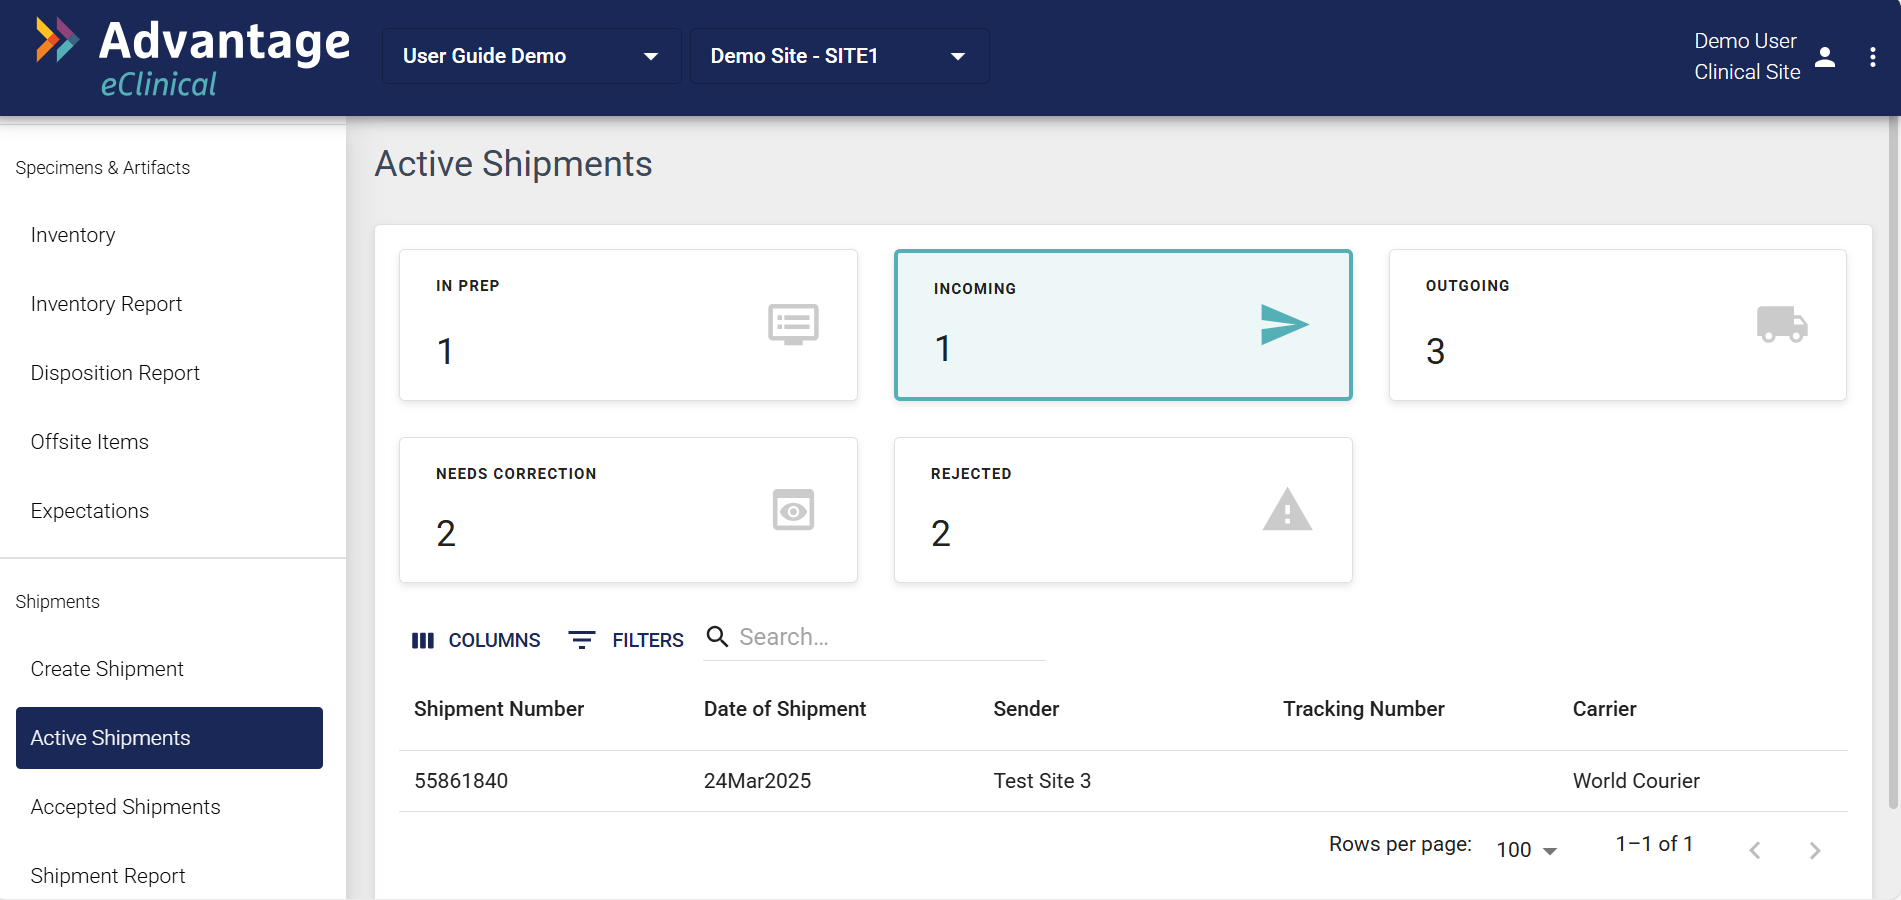 Advantage
eClinical
User Guide Demo
Demo Site - SITE1
Demo User
Clinical Site
Specimens & Artifacts
Inventory
Inventory Report
Disposition Report
Offsite Items
Expectations
Shipments
Create Shipment
Active Shipments
Accepted Shipments
Shipment Report
Active Shipments
IN PREP
1
INCOMING
1
OUTGOING
3
NEEDS CORRECTION
2
REJECTED
2
COLUMNS FILTERS Search...
Shipment Number Date of Shipment Sender Tracking Number Carrier
55861840 24Mar2025 Test Site 3 World Courier
Rows per page: 100 1–1 of 1